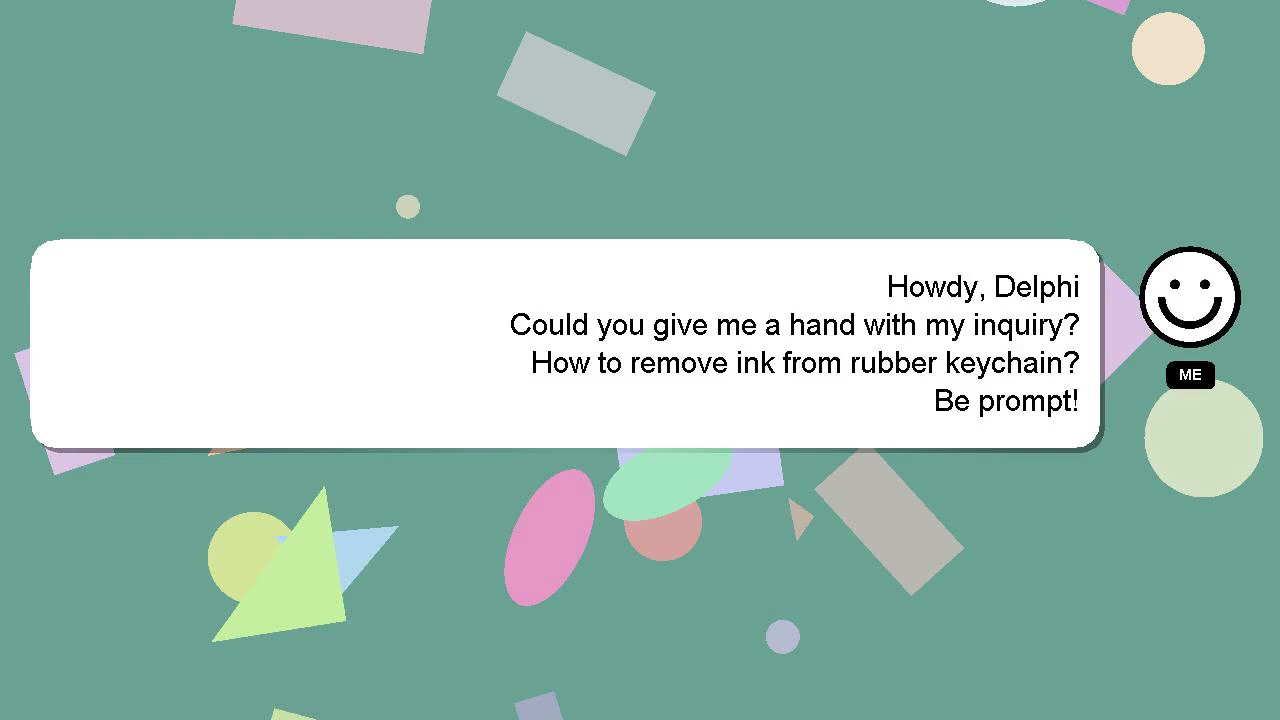 Howdy, Delphi
Could you give me a hand with my inquiry?
How to remove ink from rubber keychain?
Be prompt!
ME